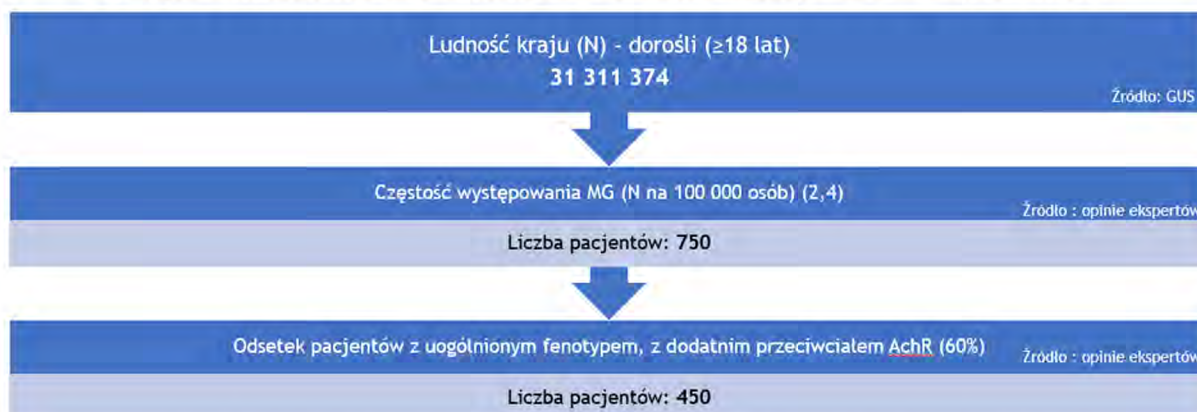 Ludność kraju (N) - dorośli (≥18 lat)
31 311 374
Źródło: GUS
Częstość występowania MG (N na 100 000 osób) (2,4)
Źródło : opinie ekspertów
Liczba pacjentów: 750
Odsetek pacjentów z uogólnionym fenotypem, z dodatnim przeciwciałem AchR (60%)
Źródło : opinie ekspertów
Liczba pacjentów: 450